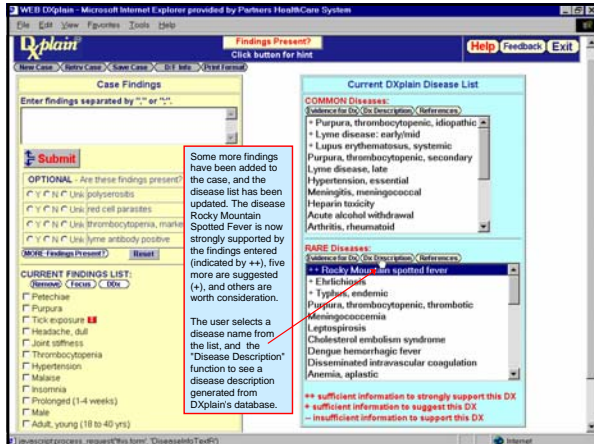 WEB DXplain - Microsoft Internet Explorer provided by Partners HealthCare System
File Edit View Favorites Tools Help
Dxplain
Findings Present?
Click button for hint
Help Feedback Exit
New Case Retrv Case Save Case D/F Info Print Format
Case Findings
Enter findings separated by "," or ";".
Submit
OPTIONAL - Are these findings present?
Y N Unk polyserositis
Y N Unk red cell parasites
Y N Unk thrombocytopenia, marke
Y N Unk lyme antibody positive
MORE-Findings Present? Reset
CURRENT FINDINGS LIST:
Remove Focus DDx
Petechiae
Purpura
Tick exposure
Headache, dull
Joint stiffness
Thrombocytopenia
Hypertension
Malaise
Insomnia
Prolonged (1-4 weeks)
Male
Adult, young (18 to 40 yrs)
Some more findings
have been added to
the case, and the
disease list has been
updated. The disease
Rocky Mountain
Spotted Fever is now
strongly supported by
the findings entered
(indicated by ++), five
more are suggested
(+), and others are
worth consideration.
The user selects a
disease name from
the list, and the
"Disease Description"
function to see a
disease description
generated from
DXplain's database.
Current DXplain Disease List
COMMON Diseases:
Evidence for Dx Dx Description References
+ Purpura, thrombocytopenic, idiopathic
+ Lyme disease: early/mid
+ Lupus erythematosus, systemic
Purpura, thrombocytopenic, secondary
Lyme disease, late
Hypertension, essential
Meningitis, meningococcal
Heparin toxicity
Acute alcohol withdrawal
Arthritis, rheumatoid
RARE Diseases:
Evidence for Dx Dx Description References
++ Rocky Mountain spotted fever
+ Ehrlichiosis
+ Typhus, endemic
Purpura, thrombocytopenic, thrombotic
Meningococcemia
Leptospirosis
Cholesterol embolism syndrome
Dengue hemorrhagic fever
Disseminated intravascular coagulation
Anemia, aplastic
++ sufficient information to strongly support this DX
+ sufficient information to suggest this DX
-- insufficient information to support this DX
javascript:process_request('this.form','DiseaseInfoTextF')
Internet